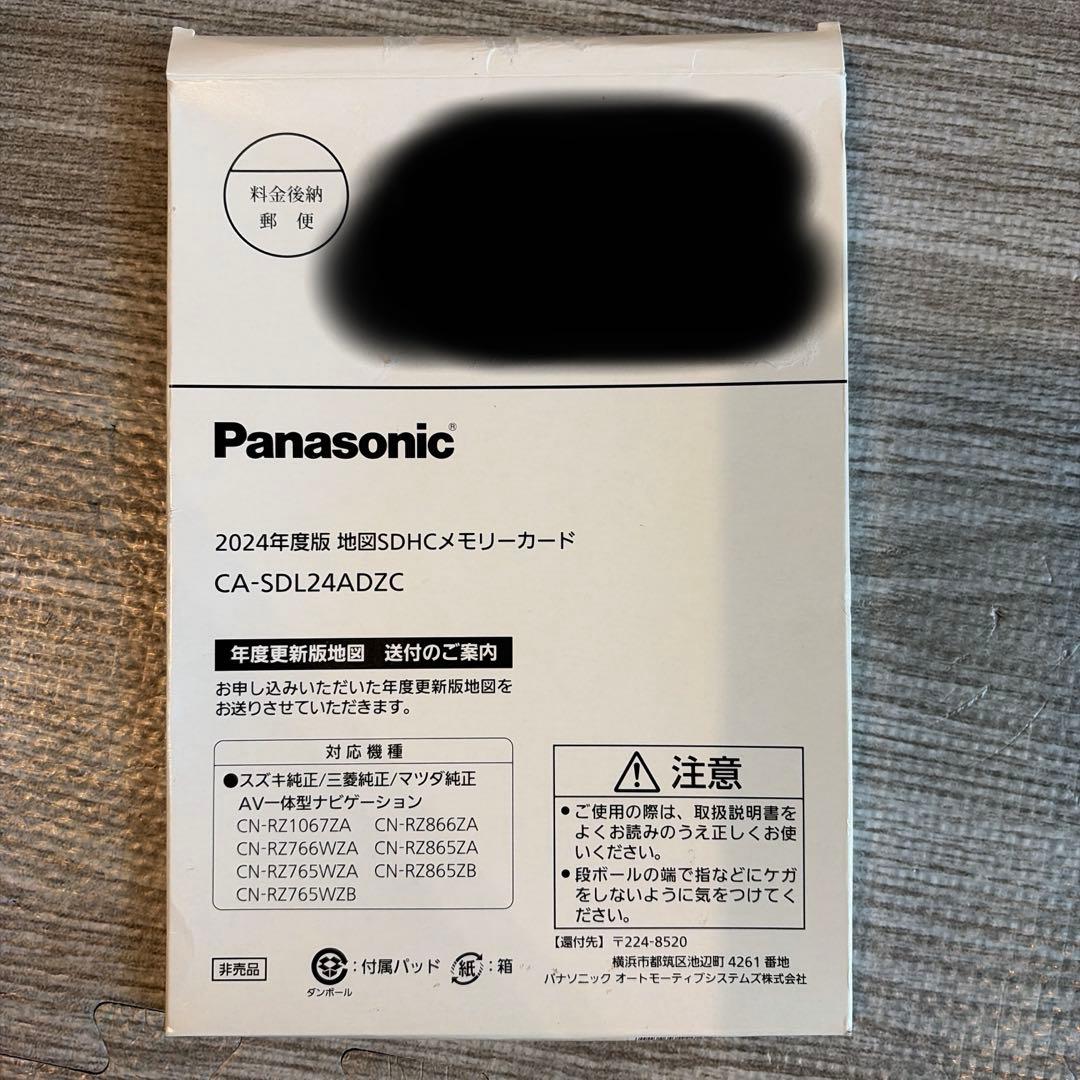 料金後納
郵 便
Panasonic®
2024年度版 地図SDHCメモリーカード
CA-SDL24ADZC
年度更新版地図 送付のご案内
お申し込みいただいた年度更新版地図を
お送りさせていただきます。
対応機種
●スズキ純正/三菱純正/マツダ純正
AV一体型ナビゲーション
CN-RZ1067ZA CN-RZ866ZA
CN-RZ766WZA CN-RZ865ZA
CN-RZ765WZA CN-RZ865ZB
CN-RZ765WZB
注意
●ご使用の際は、取扱説明書を
よくお読みのうえ正しくお使
いください。
●段ボールの端で指などにケガ
をしないように気をつけてく
ださい。
【還付先】〒224-8520
横浜市都筑区池辺町4261番地
パナソニック オートモーティブシステムズ株式会社
非売品
ダンボール
:付属パッド
紙
:箱